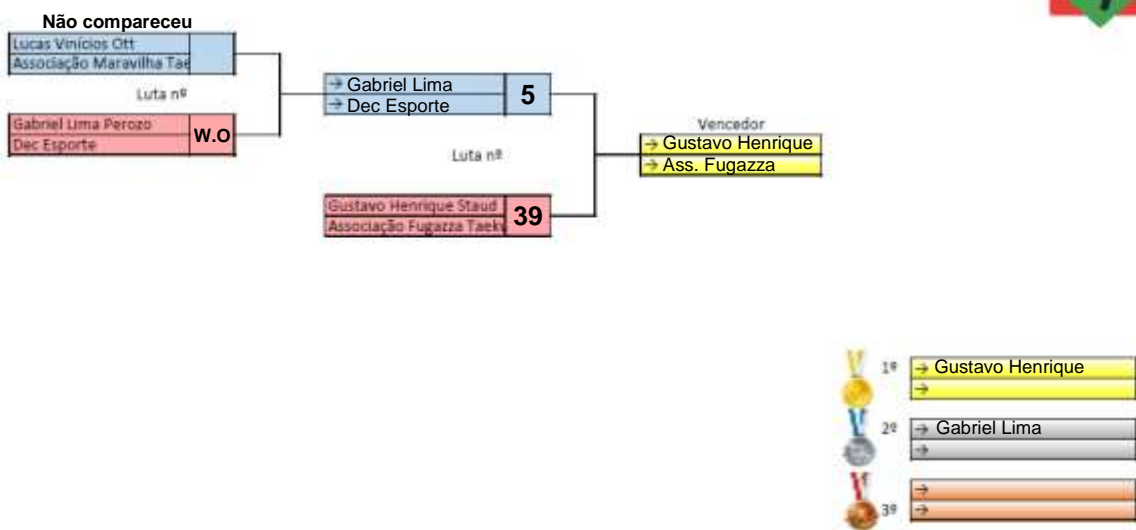 Não compareceu
Lucas Vinícios Ott
Associação Maravilha Tae
Luta nº
Gabriel Lima Perozo
Dec Esporte
W.O
→ Gabriel Lima
→ Dec Esporte
5
Luta nº
Gustavo Henrique Staud
Associação Fugazza Taek
39
Vencedor
→ Gustavo Henrique
→ Ass. Fugazza
1º → Gustavo Henrique
→
2º → Gabriel Lima
→
3º →
→